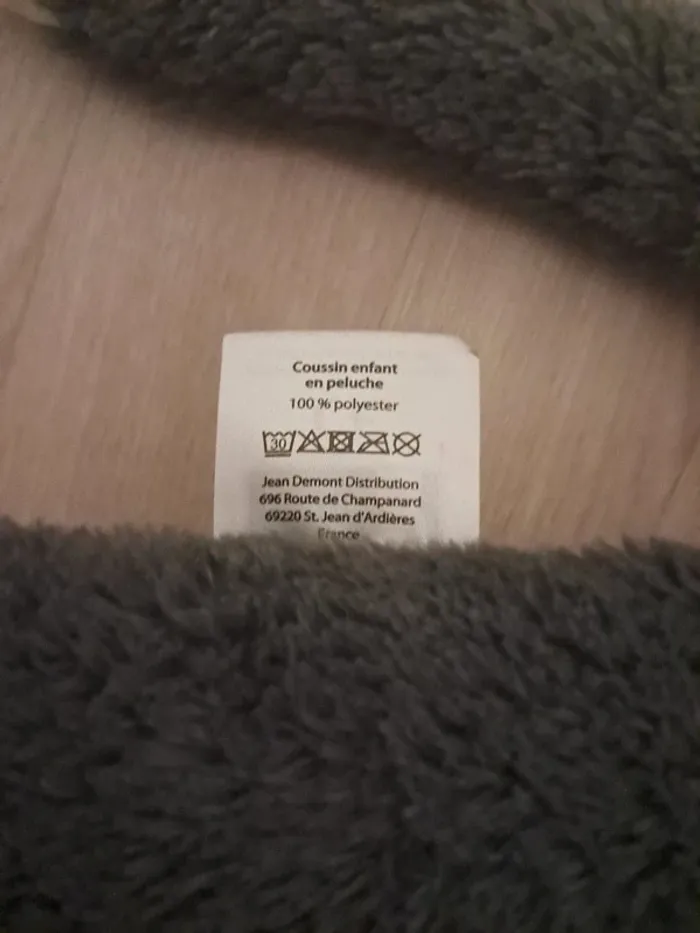 Coussin enfant
en peluche
100 % polyester
30
Jean Demont Distribution
696 Route de Champanard
69220 St. Jean d'Ardières
France